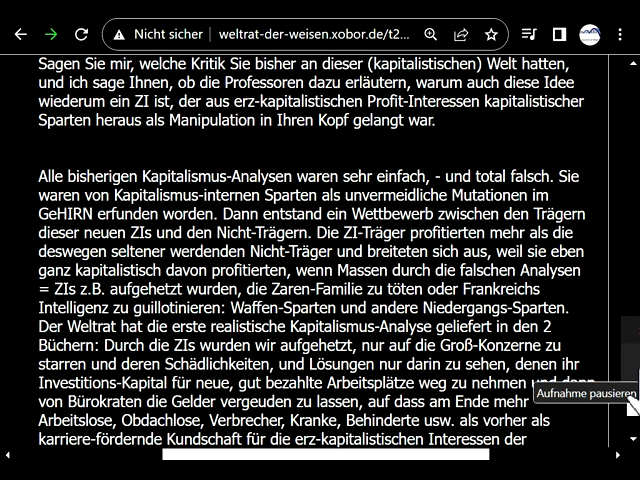 Nicht sicher
weltrat-der-weisen.xobor.de/t2...
Sagen Sie mir, welche Kritik Sie bisher an dieser (kapitalistischen) Welt hatten,
und ich sage Ihnen, ob die Professoren dazu erläutern, warum auch diese Idee
wiederum ein ZI ist, der aus erz-kapitalistischen Profit-Interessen kapitalistischer
Sparten heraus als Manipulation in Ihren Kopf gelangt war.
Alle bisherigen Kapitalismus-Analysen waren sehr einfach, - und total falsch. Sie
waren von Kapitalismus-internen Sparten als unvermeidliche Mutationen im
GeHIRN erfunden worden. Dann entstand ein Wettbewerb zwischen den Trägern
dieser neuen ZIs und den Nicht-Trägern. Die ZI-Träger profitierten mehr als die
deswegen seltener werdenden Nicht-Träger und breiteten sich aus, weil sie eben
ganz kapitalistisch davon profitierten, wenn Massen durch die falschen Analysen
= ZIs z.B. aufgehetzt wurden, die Zaren-Familie zu töten oder Frankreichs
Intelligenz zu guillotinieren: Waffen-Sparten und andere Niedergangs-Sparten.
Der Weltrat hat die erste realistische Kapitalismus-Analyse geliefert in den 2
Büchern: Durch die ZIs wurden wir aufgehetzt, nur auf die Groß-Konzerne zu
starren und deren Schädlichkeiten, und Lösungen nur darin zu sehen, denen ihr
Investitions-Kapital für neue, gut bezahlte Arbeitsplätze weg zu nehmen und dann
von Bürokraten die Gelder vergeuden zu lassen, auf dass am Ende mehr
Aufnahme pausieren
Arbeitslose, Obdachlose, Verbrecher, Kranke, Behinderte usw. als vorher als
karriere-fördernde Kundschaft für die erz-kapitalistischen Interessen der